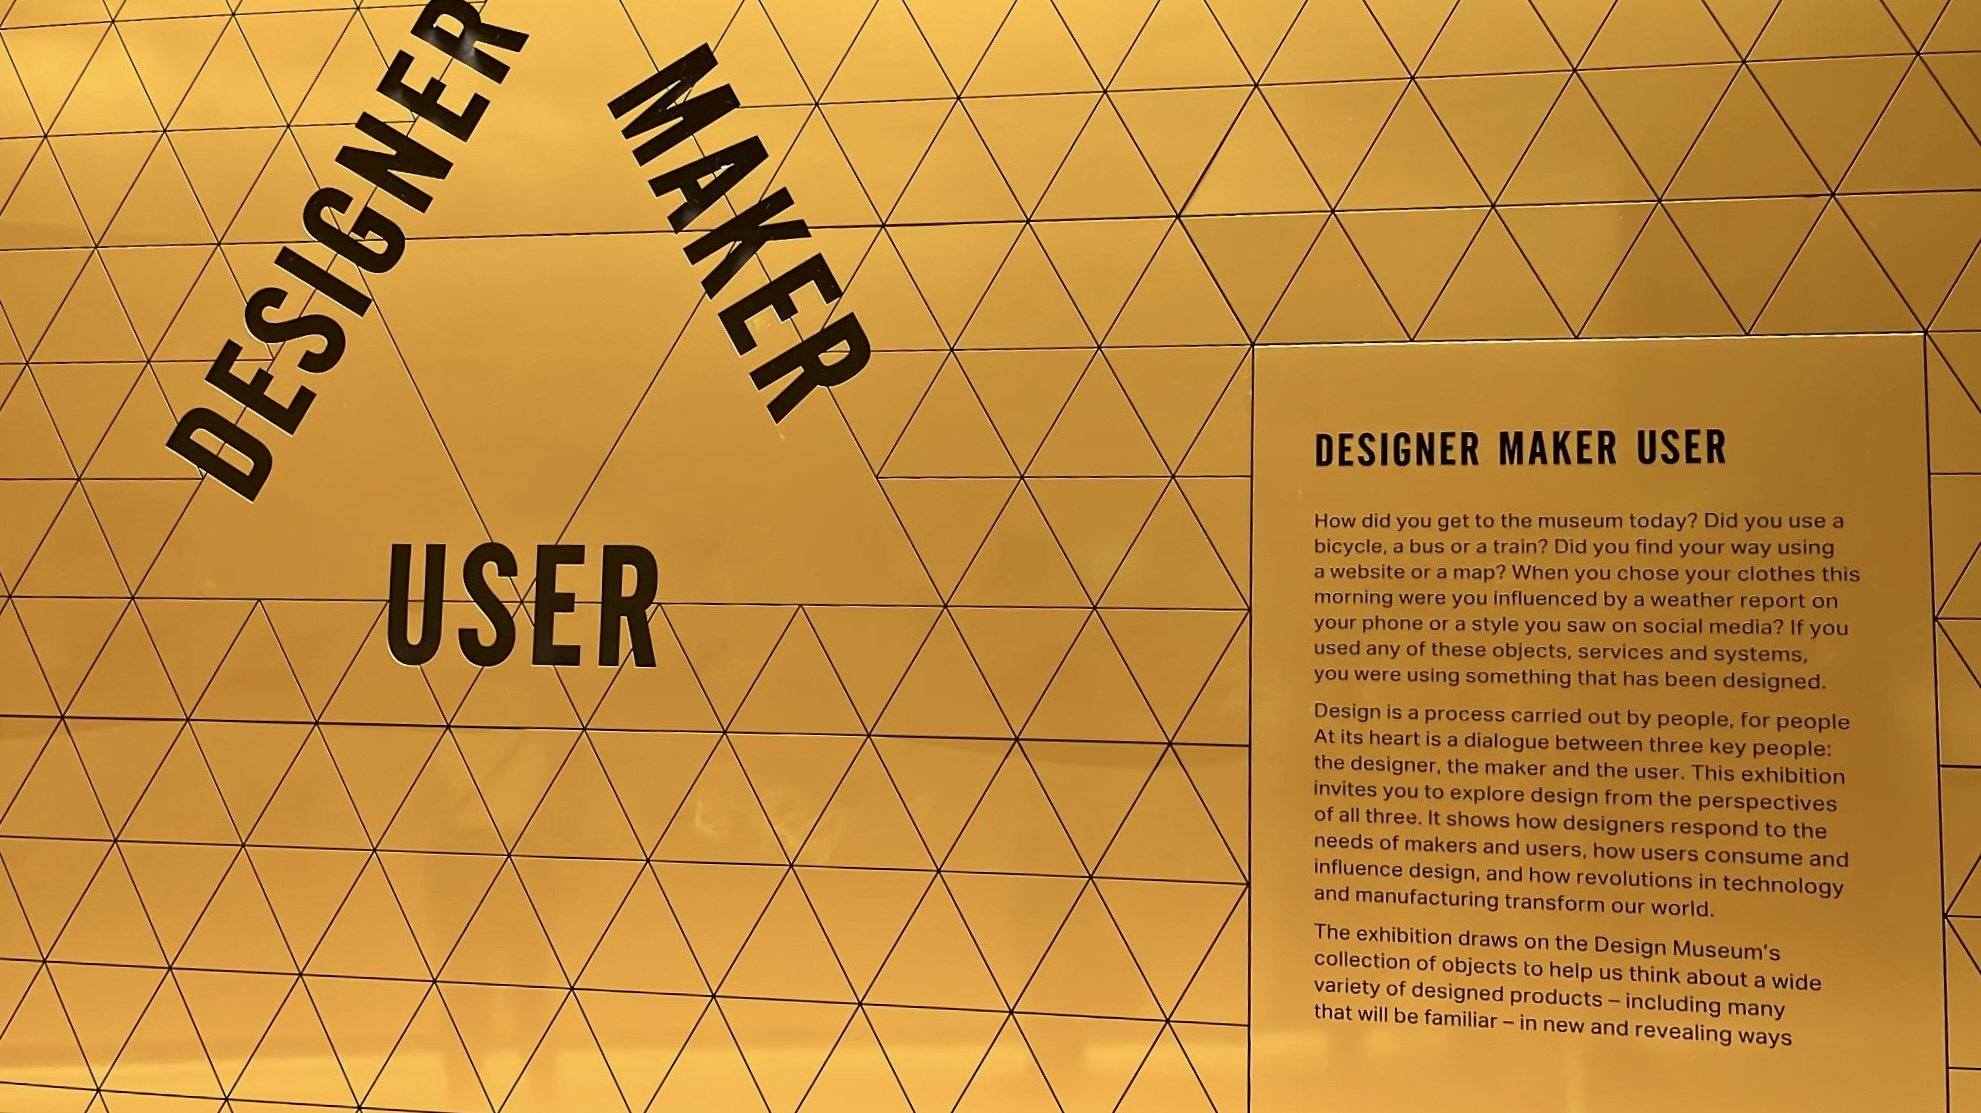 DESIGNER
MAKER
USER
DESIGNER MAKER USER
How did you get to the museum today? Did you use a
bicycle, a bus or a train? Did you find your way using
a website or a map? When you chose your clothes this
morning were you influenced by a weather report on
your phone or a style you saw on social media? If you
used any of these objects, services and systems,
you were using something that has been designed.
Design is a process carried out by people, for people
At its heart is a dialogue between three key people:
the designer, the maker and the user. This exhibition
invites you to explore design from the perspectives
of all three. It shows how designers respond to the
needs of makers and users, how users consume and
influence design, and how revolutions in technology
and manufacturing transform our world.
The exhibition draws on the Design Museum's
collection of objects to help us think about a wide
variety of designed products – including many
that will be familiar – in new and revealing ways